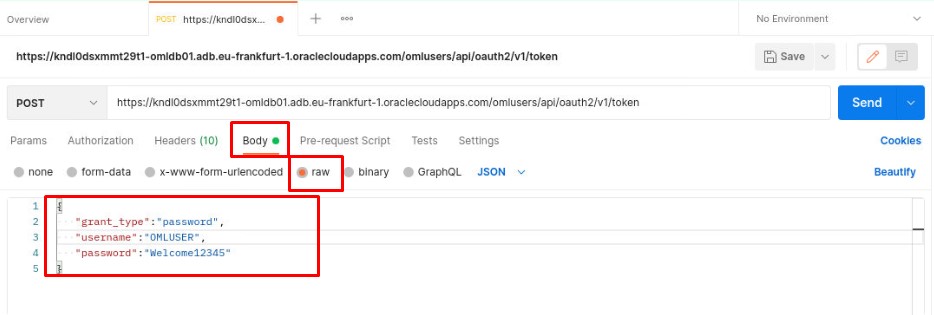 Overview
POST https://kndl0dsx...
No Environment
https://kndl0dsxmmt29t1-omldb01.adb.eu-frankfurt-1.oraclecloudapps.com/omlusers/api/oauth2/v1/token
Save
POST https://kndl0dsxmmt29t1-omldb01.adb.eu-frankfurt-1.oraclecloudapps.com/omlusers/api/oauth2/v1/token Send
Params Authorization Headers (10) Body Pre-request Script Tests Settings Cookies
none form-data x-www-form-urlencoded raw binary GraphQL JSON Beautify
1 {
2 "grant_type":"password",
3 "username":"OMLUSER",
4 "password":"Welcome12345"
5 }